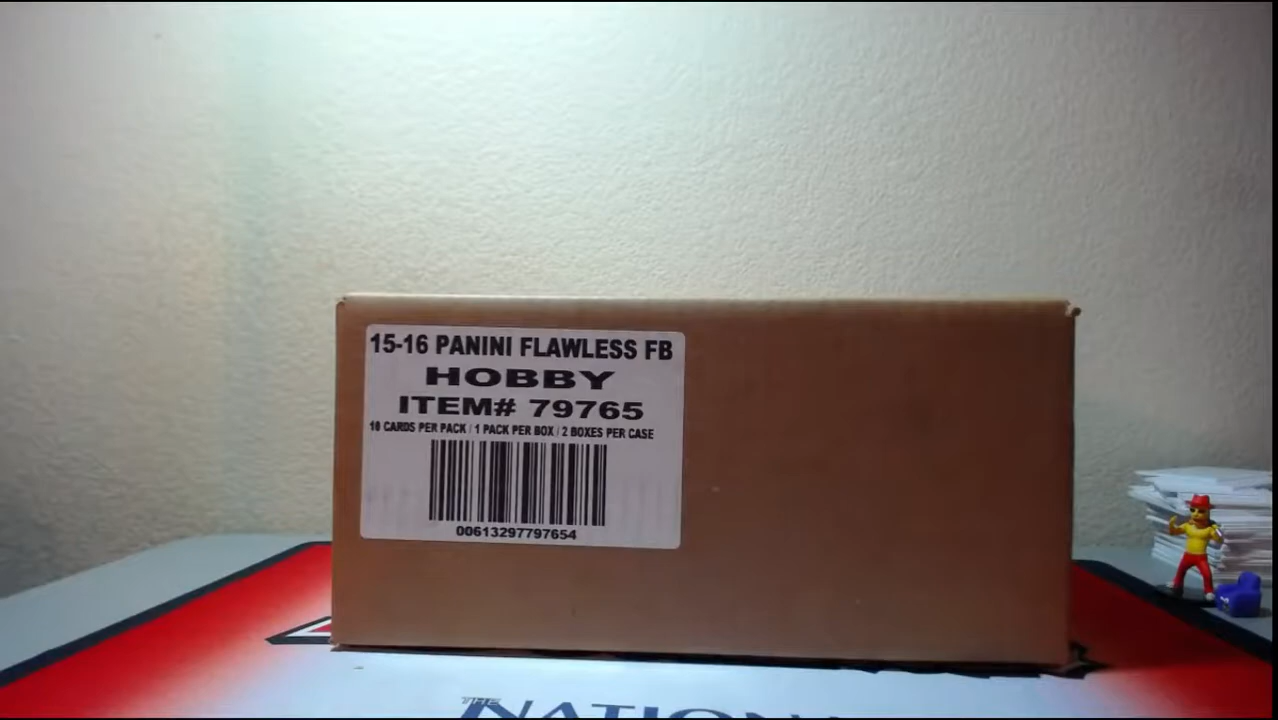 15-16 PANINI FLAWLESS FB
HOBBY
ITEM# 79765
10 CARDS PER PACK / 1 PACK PER BOX / 2 BOXES PER CASE
00613297797654
THE